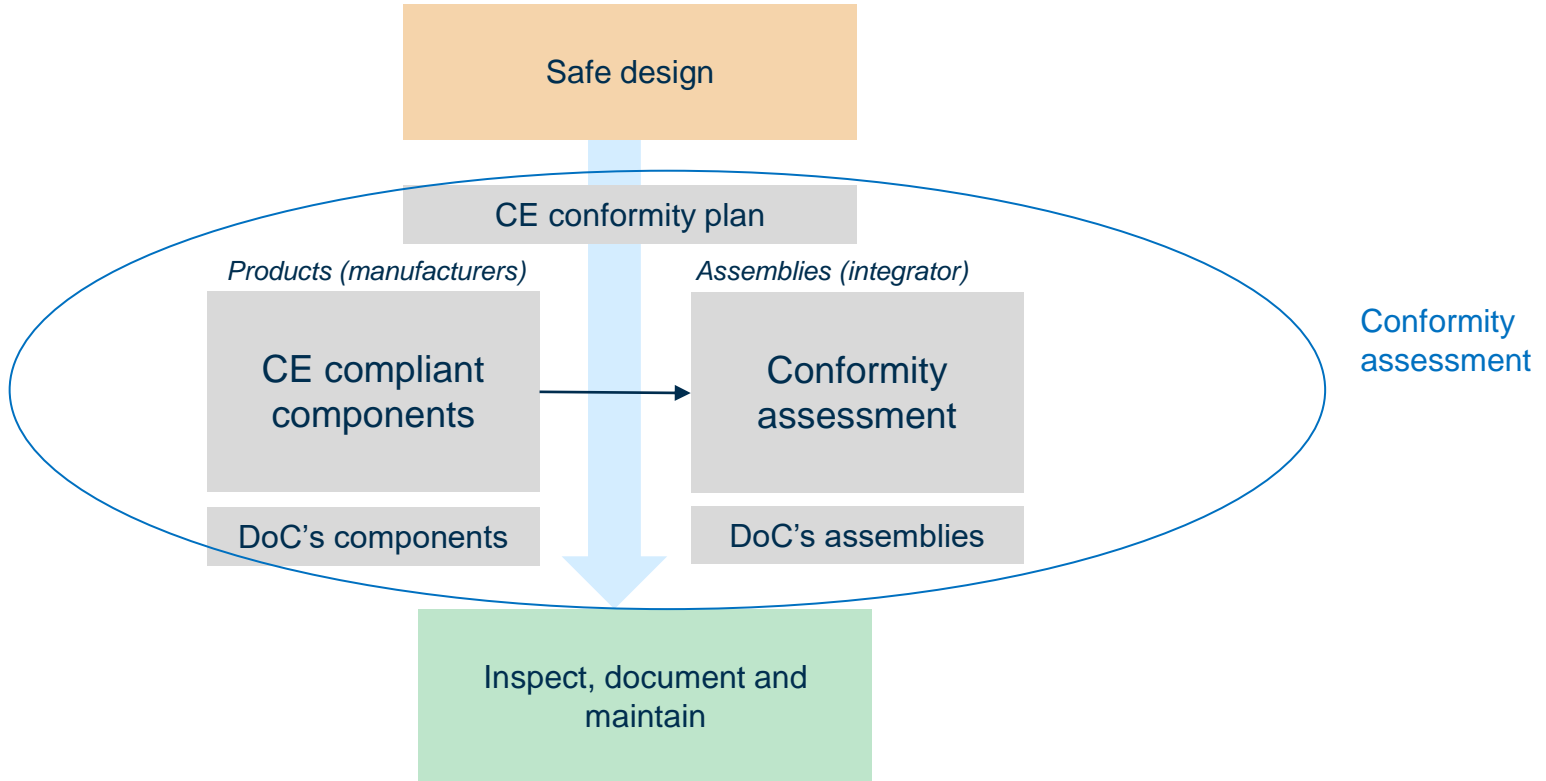 Safe design
CE conformity plan
Products (manufacturers)
Assemblies (integrator)
CE compliant
components
Conformity
assessment
Conformity
assessment
DoC’s components
DoC’s assemblies
Inspect, document and
maintain